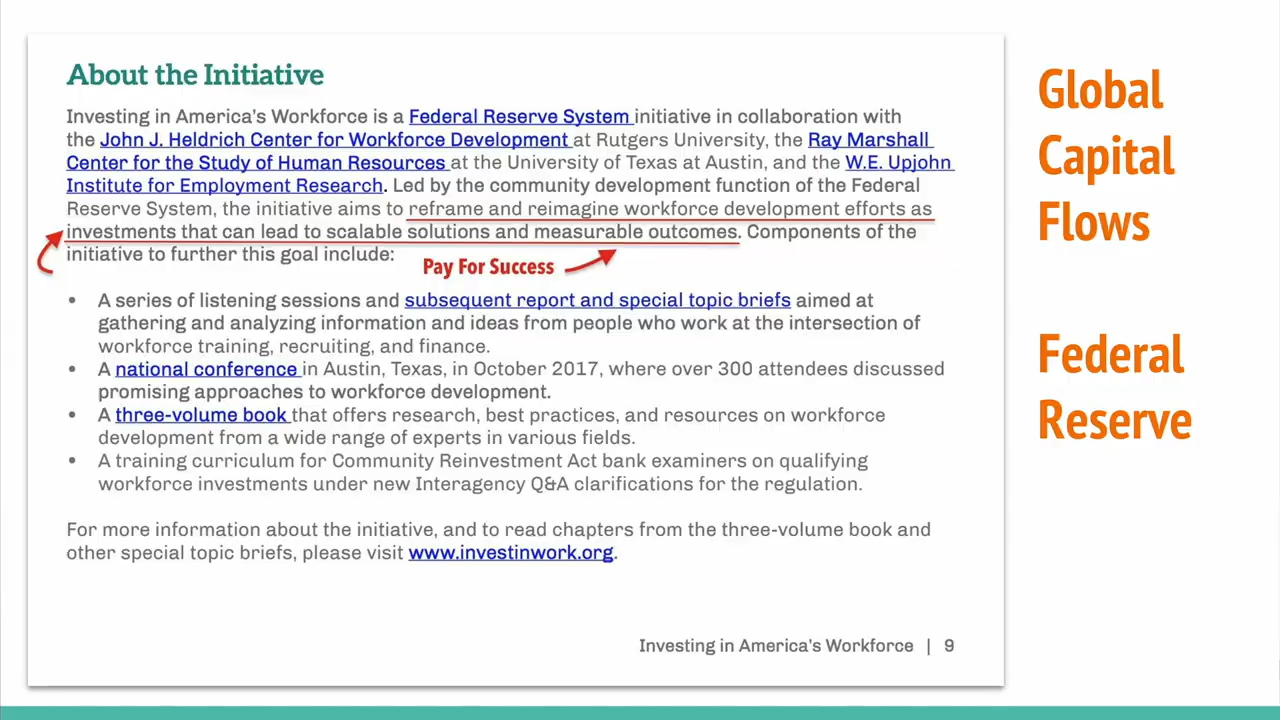 About the Initiative
Investing in America's Workforce is a Federal Reserve System initiative in collaboration with
the John J. Heldrich Center for Workforce Development at Rutgers University, the Ray Marshall
Center for the Study of Human Resources at the University of Texas at Austin, and the W.E. Upjohn
Institute for Employment Research. Led by the community development function of the Federal
Reserve System, the initiative aims to reframe and reimagine workforce development efforts as
investments that can lead to scalable solutions and measurable outcomes. Components of the
initiative to further this goal include:
Pay For Success
• A series of listening sessions and subsequent report and special topic briefs aimed at
gathering and analyzing information and ideas from people who work at the intersection of
workforce training, recruiting, and finance.
• A national conference in Austin, Texas, in October 2017, where over 300 attendees discussed
promising approaches to workforce development.
• A three-volume book that offers research, best practices, and resources on workforce
development from a wide range of experts in various fields.
• A training curriculum for Community Reinvestment Act bank examiners on qualifying
workforce investments under new Interagency Q&A clarifications for the regulation.
For more information about the initiative, and to read chapters from the three-volume book and
other special topic briefs, please visit www.investinwork.org.
Investing in America's Workforce | 9
Global
Capital
Flows
Federal
Reserve